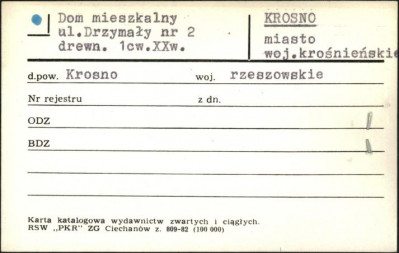 Dom mieszkalny
ul.Drzymały nr 2
drewn. 1cw.XXw.
KROSNO
miasto
woj.krośnieńskie
d.pow. Krosno woj. rzeszowskie
Nr rejestru z dn.
ODZ
BDZ
Karta katalogowa wydawnictw zwartych i ciągłych.
RSW „PKR" ZG Ciechanów z. 809-82 (100 000)